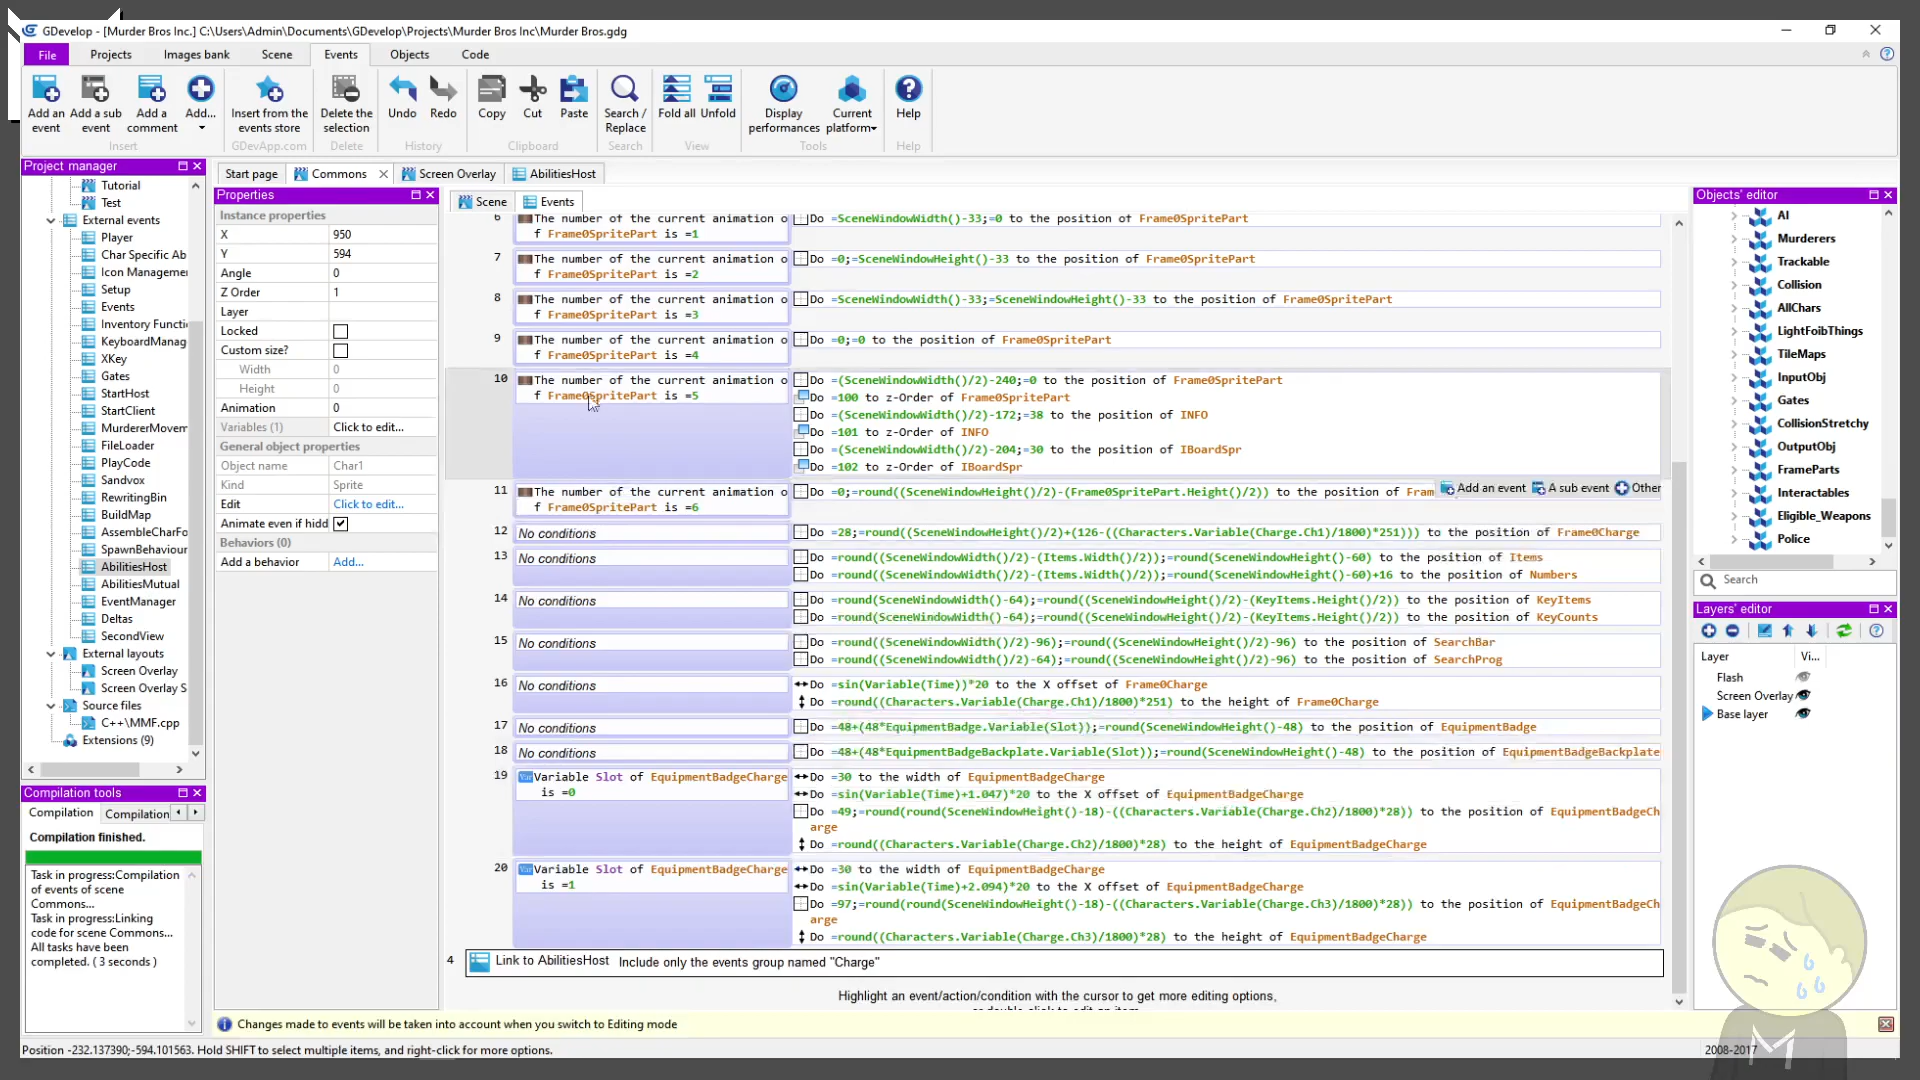 GDevelop - [Murder Bros Inc.] C:\Users\Admin\Documents\GDevelop\Projects\Murder Bros Inc\Murder Bros.gdg
File Projects Images bank Scene Events Objects Code
Add an event
Add a sub event
Add a comment
Add...
Insert from the events store
Delete the selection
Undo
Redo
Copy
Cut
Paste
Search / Replace
Fold all
Unfold
Display performances
Current platform
Help
Insert GDevApp.com Delete History Clipboard Search View Tools Help
Project manager
Tutorial
Test
External events
Player
Char Specific Ab
Icon Managemen
Setup
Events
Inventory Functi
KeyboardManag
XKey
Gates
StartHost
StartClient
MurdererMovem
FileLoader
PlayCode
Sandvox
RewritingBin
BuildMap
AssembleCharFo
SpawnBehaviour
AbilitiesHost
AbilitiesMutual
EventManager
Deltas
SecondView
External layouts
Screen Overlay
Screen Overlay S
Source files
C++\MMF.cpp
Extensions (9)
Compilation tools
Compilation Compilation
Compilation finished.
Task in progress:Compilation
of events of scene
Commons...
Task in progress:Linking
code for scene Commons...
All tasks have been
completed. ( 3 seconds )
Start page Commons Screen Overlay AbilitiesHost
Properties
Instance properties
X 950
Y 594
Angle 0
Z Order 1
Layer
Locked
Custom size?
Width 0
Height 0
Animation 0
Variables (1) Click to edit...
General object properties
Object name Char1
Kind Sprite
Edit Click to edit...
Animate even if hidd
Behaviors (0)
Add a behavior Add...
Scene Events
6 The number of the current animation o
f Frame0SpritePart is =1
Do =SceneWindowWidth()-33;=0 to the position of Frame0SpritePart
7 The number of the current animation o
f Frame0SpritePart is =2
Do =0;=SceneWindowHeight()-33 to the position of Frame0SpritePart
8 The number of the current animation o
f Frame0SpritePart is =3
Do =SceneWindowWidth()-33;=SceneWindowHeight()-33 to the position of Frame0SpritePart
9 The number of the current animation o
f Frame0SpritePart is =4
Do =0;=0 to the position of Frame0SpritePart
10 The number of the current animation o
f Frame0SpritePart is =5
Do =(SceneWindowWidth()/2)-240;=0 to the position of Frame0SpritePart
Do =100 to z-Order of Frame0SpritePart
Do =(SceneWindowWidth()/2)-172;=38 to the position of INFO
Do =101 to z-Order of INFO
Do =(SceneWindowWidth()/2)-204;=30 to the position of IBoardSpr
Do =102 to z-Order of IBoardSpr
11 The number of the current animation o
f Frame0SpritePart is =6
Do =0;=round((SceneWindowHeight()/2)-(Frame0SpritePart.Height()/2)) to the position of Fram
Add an event A sub event Other
12 No conditions
Do =28;=round((SceneWindowHeight()/2)+(126-((Characters.Variable(Charge.Ch1)/1800)*251))) to the position of Frame0Charge
13 No conditions
Do =round((SceneWindowWidth()/2)-(Items.Width()/2));=round(SceneWindowHeight()-60) to the position of Items
Do =round((SceneWindowWidth()/2)-(Items.Width()/2));=round(SceneWindowHeight()-60)+16 to the position of Numbers
14 No conditions
Do =round(SceneWindowWidth()-64);=round((SceneWindowHeight()/2)-(KeyItems.Height()/2)) to the position of KeyItems
Do =round(SceneWindowWidth()-64);=round((SceneWindowHeight()/2)-(KeyItems.Height()/2)) to the position of KeyCounts
15 No conditions
Do =round((SceneWindowWidth()/2)-96);=round((SceneWindowHeight()/2)-96) to the position of SearchBar
Do =round((SceneWindowWidth()/2)-64);=round((SceneWindowHeight()/2)-96) to the position of SearchProg
16 No conditions
Do =sin(Variable(Time))*20 to the X offset of Frame0Charge
Do =round((Characters.Variable(Charge.Ch1)/1800)*251) to the height of Frame0Charge
17 No conditions
Do =48+(48*EquipmentBadge.Variable(Slot));=round(SceneWindowHeight()-48) to the position of EquipmentBadge
18 No conditions
Do =48+(48*EquipmentBadgeBackplate.Variable(Slot));=round(SceneWindowHeight()-48) to the position of EquipmentBadgeBackplate
19 Variable Slot of EquipmentBadgeCharge
is =0
Do =30 to the width of EquipmentBadgeCharge
Do =sin(Variable(Time)+1.047)*20 to the X offset of EquipmentBadgeCharge
Do =49;=round(round(SceneWindowHeight()-18)-((Characters.Variable(Charge.Ch2)/1800)*28)) to the position of EquipmentBadgeCh
arge
Do =round((Characters.Variable(Charge.Ch2)/1800)*28) to the height of EquipmentBadgeCharge
20 Variable Slot of EquipmentBadgeCharge
is =1
Do =30 to the width of EquipmentBadgeCharge
Do =sin(Variable(Time)+2.094)*20 to the X offset of EquipmentBadgeCharge
Do =97;=round(round(SceneWindowHeight()-18)-((Characters.Variable(Charge.Ch3)/1800)*28)) to the position of EquipmentBadgeCh
arge
Do =round((Characters.Variable(Charge.Ch3)/1800)*28) to the height of EquipmentBadgeCharge
4 Link to AbilitiesHost Include only the events group named "Charge"
Highlight an event/action/condition with the cursor to get more editing options,
or double click to edit an item
Changes made to events will be taken into account when you switch to Editing mode
Position -232.137390;-594.101563. Hold SHIFT to select multiple items, and right-click for more options.
2008-2017
Objects' editor
AI
Murderers
Trackable
Collision
AllChars
LightFoibThings
TileMaps
InputObj
Gates
CollisionStretchy
OutputObj
FrameParts
Interactables
Eligible_Weapons
Police
Search
Layers' editor
Layer Vi...
Flash
Screen Overlay
Base layer